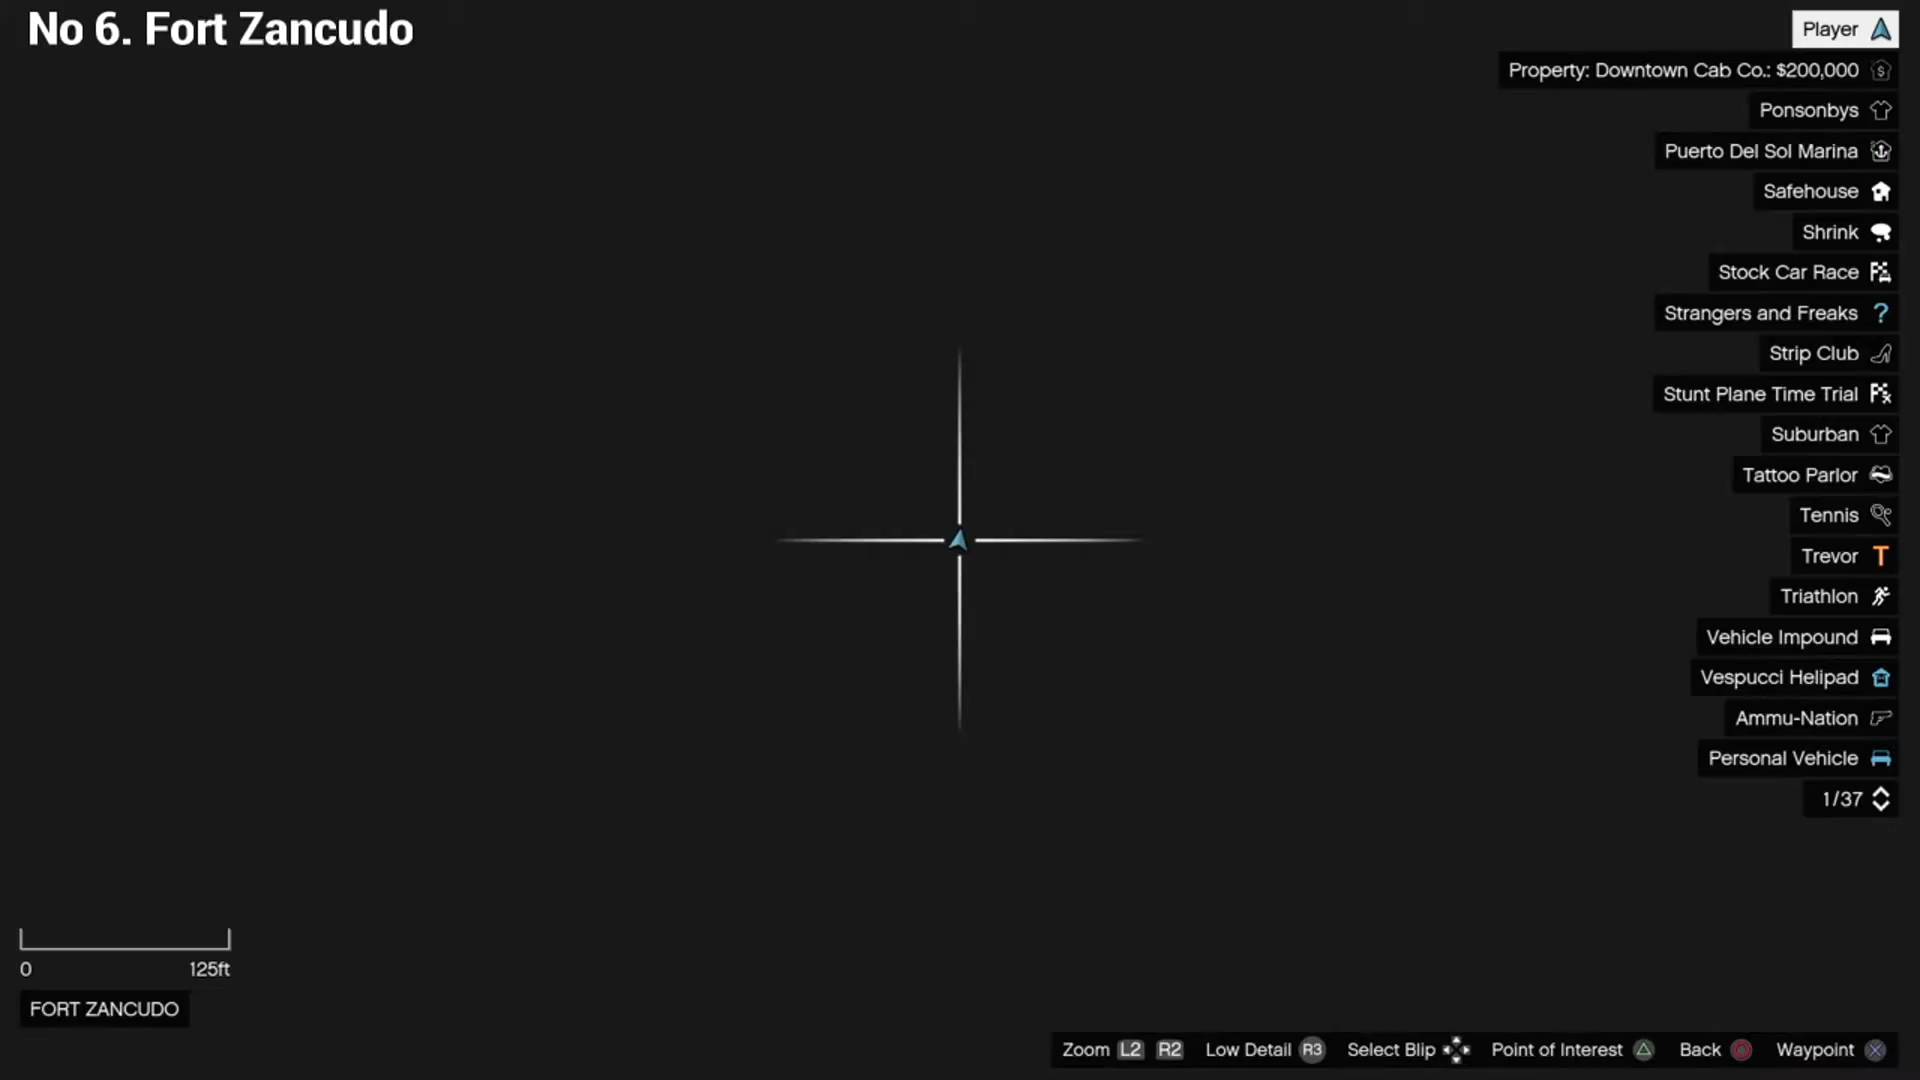 No 6. Fort Zancudo
Player
Property: Downtown Cab Co.: $200,000
Ponsonbys
Puerto Del Sol Marina
Safehouse
Shrink
Stock Car Race
Strangers and Freaks ?
Strip Club
Stunt Plane Time Trial
Suburban
Tattoo Parlor
Tennis
Trevor T
Triathlon
Vehicle Impound
Vespucci Helipad
Ammu-Nation
Personal Vehicle
1/37
0 125ft
FORT ZANCUDO
Zoom L2 R2 Low Detail R3 Select Blip Point of Interest Back Waypoint